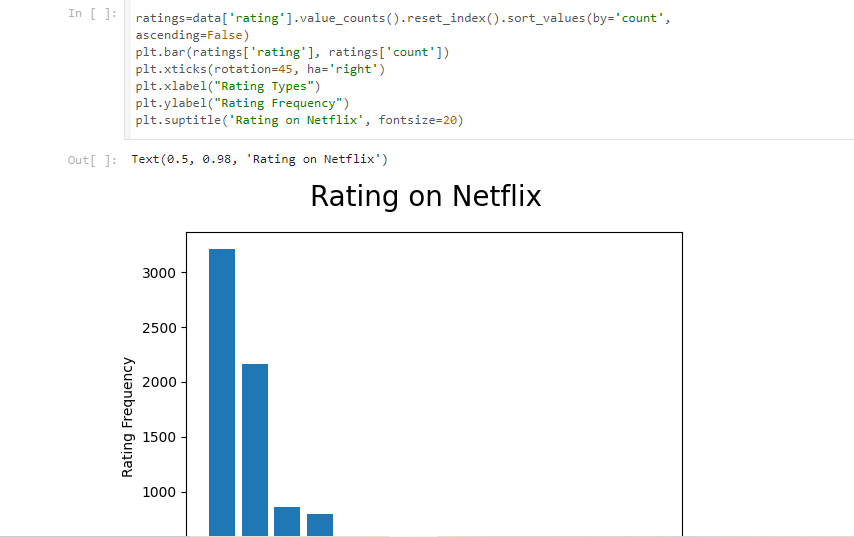 In [ ]:
ratings=data['rating'].value_counts().reset_index().sort_values(by='count',
ascending=False)
plt.bar(ratings['rating'], ratings['count'])
plt.xticks(rotation=45, ha='right')
plt.xlabel("Rating Types")
plt.ylabel("Rating Frequency")
plt.suptitle('Rating on Netflix', fontsize=20)
Out[ ]:
Text(0.5, 0.98, 'Rating on Netflix')
Rating on Netflix
3000
2500
2000
1500
1000
Rating Frequency